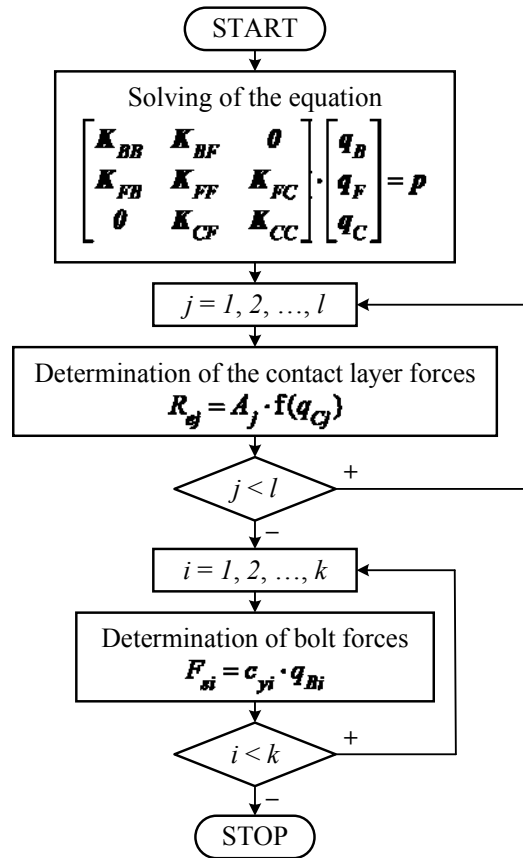 START
Solving of the equation
K_BB K_BF 0 q_B
K_FB K_FF K_FC · q_F = p
0 K_CF K_CC q_C
j = 1, 2, …, l
Determination of the contact layer forces
R_ej = A_j · f(q_Cj)
j < l
+
–
i = 1, 2, …, k
Determination of bolt forces
F_si = c_yi · q_Bi
i < k
+
–
STOP